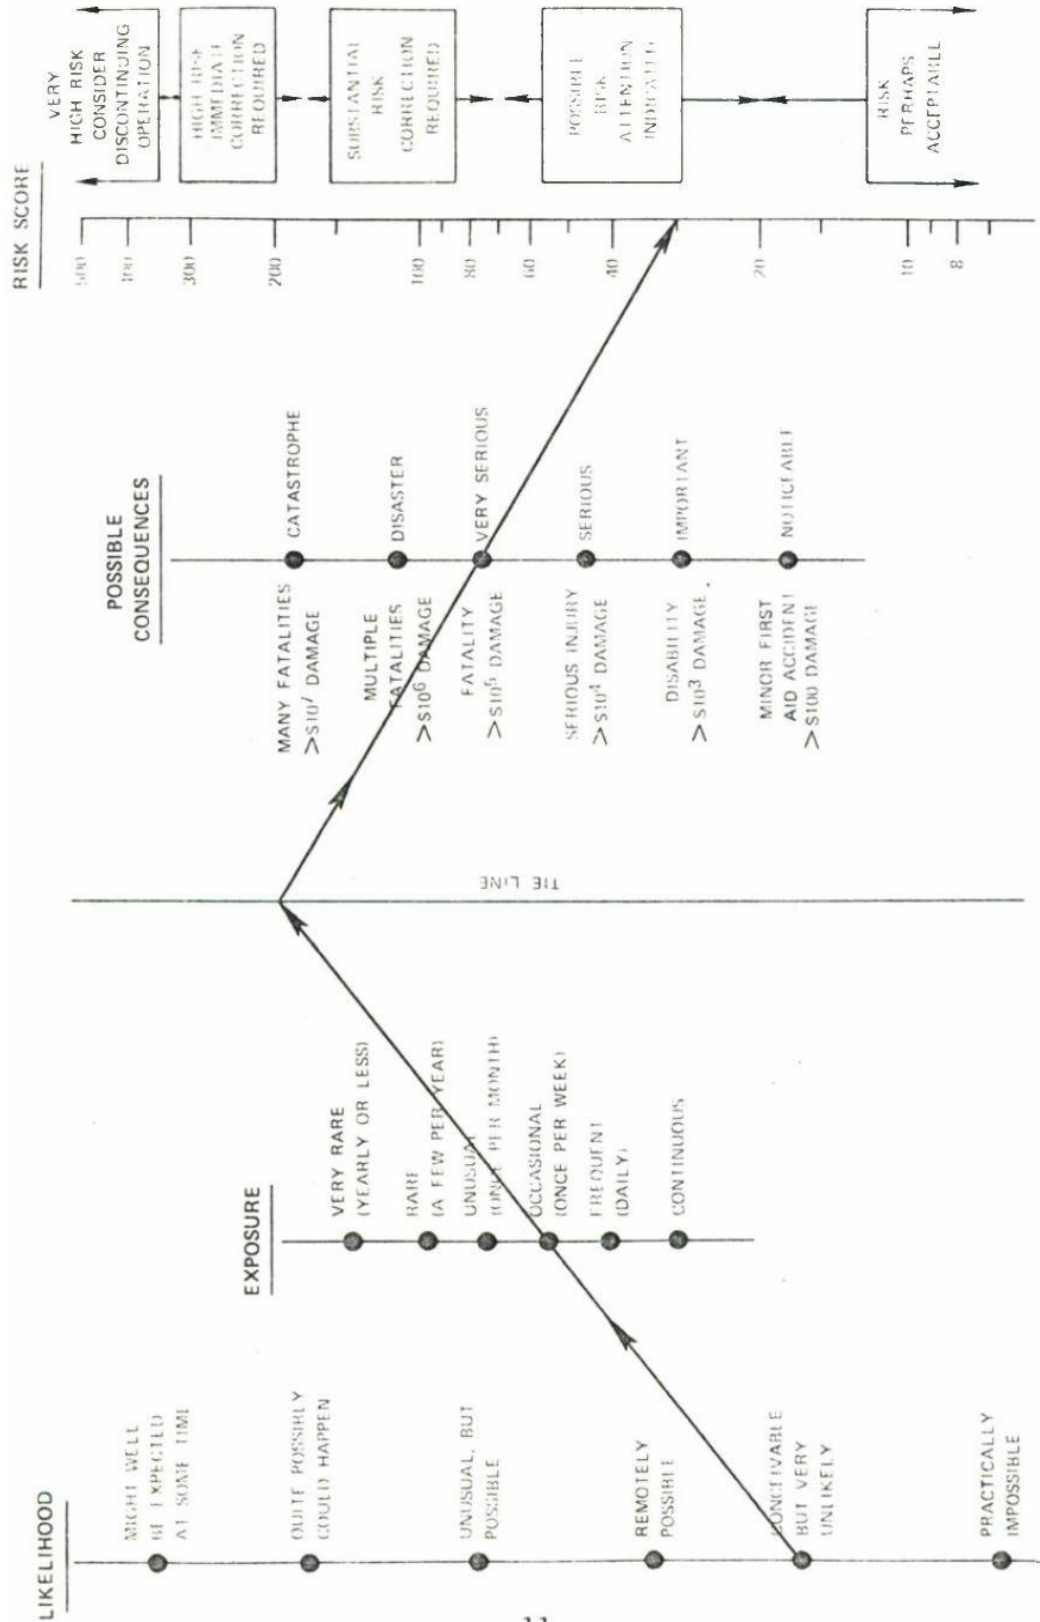 LIKELIHOOD
MIGHT WELL
BE EXPECTED
AT SOME TIME
QUITE POSSIBLY
COULD HAPPEN
UNUSUAL, BUT
POSSIBLE
REMOTELY
POSSIBLE
CONCEIVABLE
BUT VERY
UNLIKELY
PRACTICALLY
IMPOSSIBLE
EXPOSURE
VERY RARE
(YEARLY OR LESS)
RARE
(A FEW PER YEAR)
UNUSUAL
(ONCE PER MONTH)
OCCASIONAL
(ONCE PER WEEK)
FREQUENT
(DAILY)
CONTINUOUS
TIE LINE
POSSIBLE
CONSEQUENCES
MANY FATALITIES
>$10⁷ DAMAGE
CATASTROPHE
MULTIPLE
FATALITIES
>$10⁶ DAMAGE
DISASTER
FATALITY
>$10⁵ DAMAGE
VERY SERIOUS
SERIOUS INJURY
>$10⁴ DAMAGE
SERIOUS
DISABILITY
>$10³ DAMAGE
IMPORTANT
MINOR FIRST
AID ACCIDENT
>$100 DAMAGE
NOTICEABLE
RISK SCORE
500
400
300
200
100
80
60
40
20
10
8
VERY
HIGH RISK
CONSIDER
DISCONTINUING
OPERATION
HIGH RISK
IMMEDIATE
CORRECTION
REQUIRED
SUBSTANTIAL
RISK
CORRECTION
REQUIRED
POSSIBLE
RISK
ATTENTION
INDICATED
RISK
PERHAPS
ACCEPTABLE
11